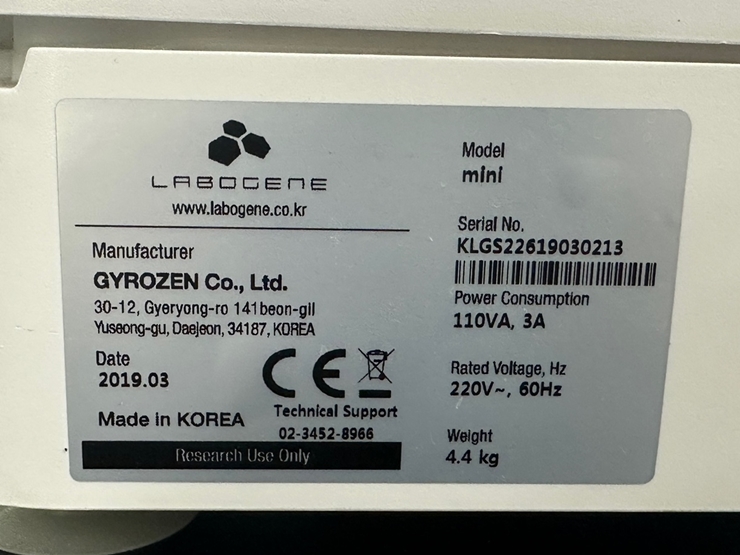 LABOGENE
www.labogene.co.kr
Manufacturer
GYROZEN Co., Ltd.
30-12, Gyeryong-ro 141beon-gil
Yuseong-gu, Daejeon, 34187, KOREA
Date
2019.03
Made in KOREA
CE
Technical Support
02-3452-8966
Research Use Only
Model
mini
Serial No.
KLGS22619030213
Power Consumption
110VA, 3A
Rated Voltage, Hz
220V~, 60Hz
Weight
4.4 kg